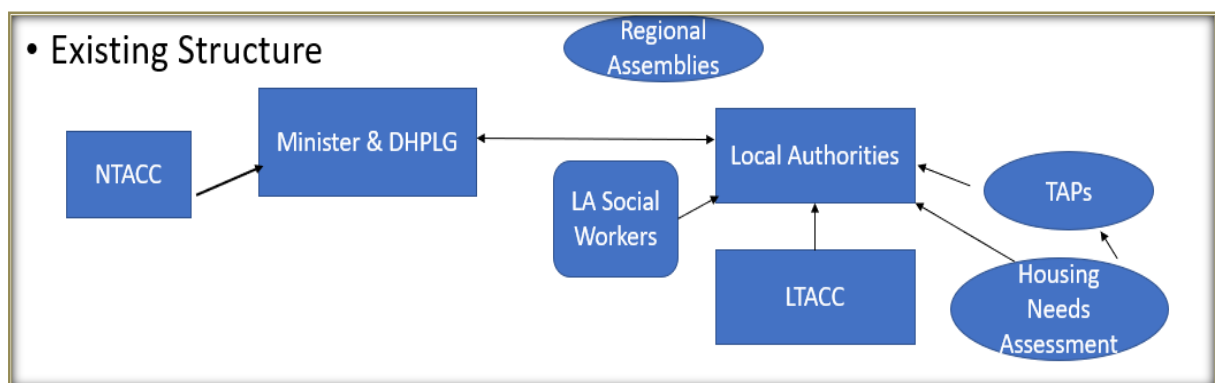 • Existing Structure
Regional
Assemblies
Minister & DHPLG
NTACC
Local Authorities
LA Social
Workers
TAPs
LTACC
Housing
Needs
Assessment